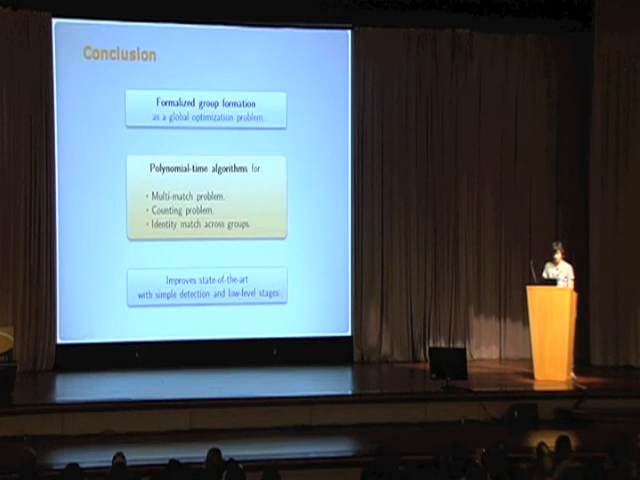 Conclusion
Formalized group formation
as a global optimization problem.
Polynomial-time algorithms for:
• Multi-match problem.
• Counting problem.
• Identity match across groups.
Improves state-of-the-art
with simple detection and low-level stages.